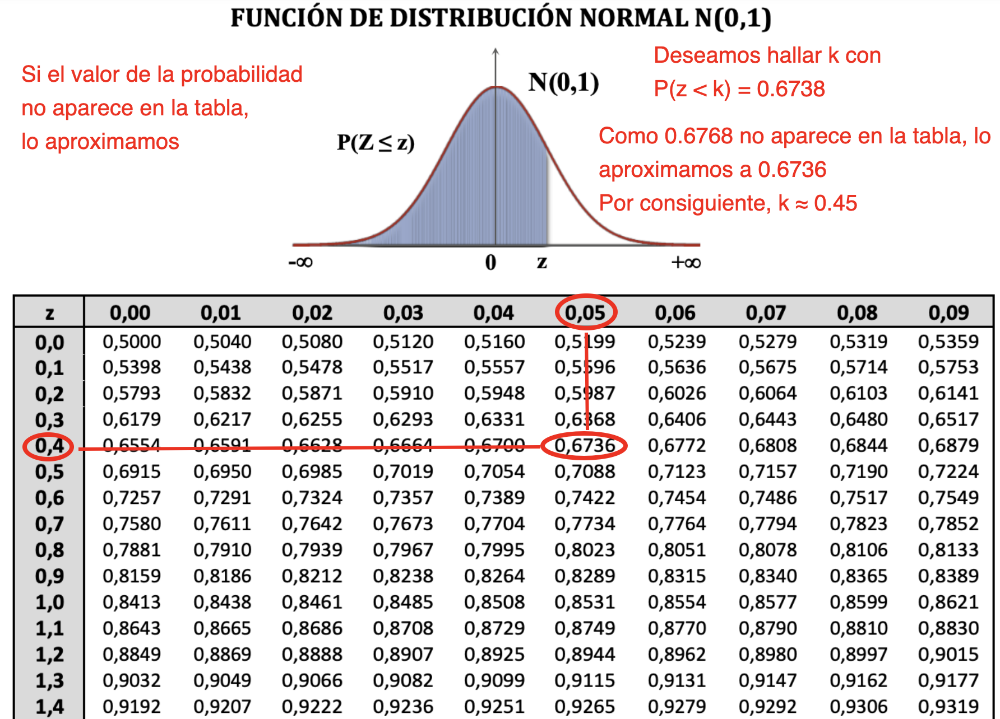 FUNCIÓN DE DISTRIBUCIÓN NORMAL N(0,1)
Si el valor de la probabilidad
no aparece en la tabla,
lo aproximamos
P(Z ≤ z)
N(0,1)
Deseamos hallar k con
P(z < k) = 0.6738
Como 0.6768 no aparece en la tabla, lo
aproximamos a 0.6736
Por consiguiente, k ≈ 0.45
-∞ 0 z +∞
z 0,00 0,01 0,02 0,03 0,04 0,05 0,06 0,07 0,08 0,09
0,0 0,5000 0,5040 0,5080 0,5120 0,5160 0,5199 0,5239 0,5279 0,5319 0,5359
0,1 0,5398 0,5438 0,5478 0,5517 0,5557 0,5596 0,5636 0,5675 0,5714 0,5753
0,2 0,5793 0,5832 0,5871 0,5910 0,5948 0,5987 0,6026 0,6064 0,6103 0,6141
0,3 0,6179 0,6217 0,6255 0,6293 0,6331 0,6368 0,6406 0,6443 0,6480 0,6517
0,4 0,6554 0,6591 0,6628 0,6664 0,6700 0,6736 0,6772 0,6808 0,6844 0,6879
0,5 0,6915 0,6950 0,6985 0,7019 0,7054 0,7088 0,7123 0,7157 0,7190 0,7224
0,6 0,7257 0,7291 0,7324 0,7357 0,7389 0,7422 0,7454 0,7486 0,7517 0,7549
0,7 0,7580 0,7611 0,7642 0,7673 0,7704 0,7734 0,7764 0,7794 0,7823 0,7852
0,8 0,7881 0,7910 0,7939 0,7967 0,7995 0,8023 0,8051 0,8078 0,8106 0,8133
0,9 0,8159 0,8186 0,8212 0,8238 0,8264 0,8289 0,8315 0,8340 0,8365 0,8389
1,0 0,8413 0,8438 0,8461 0,8485 0,8508 0,8531 0,8554 0,8577 0,8599 0,8621
1,1 0,8643 0,8665 0,8686 0,8708 0,8729 0,8749 0,8770 0,8790 0,8810 0,8830
1,2 0,8849 0,8869 0,8888 0,8907 0,8925 0,8944 0,8962 0,8980 0,8997 0,9015
1,3 0,9032 0,9049 0,9066 0,9082 0,9099 0,9115 0,9131 0,9147 0,9162 0,9177
1,4 0,9192 0,9207 0,9222 0,9236 0,9251 0,9265 0,9279 0,9292 0,9306 0,9319